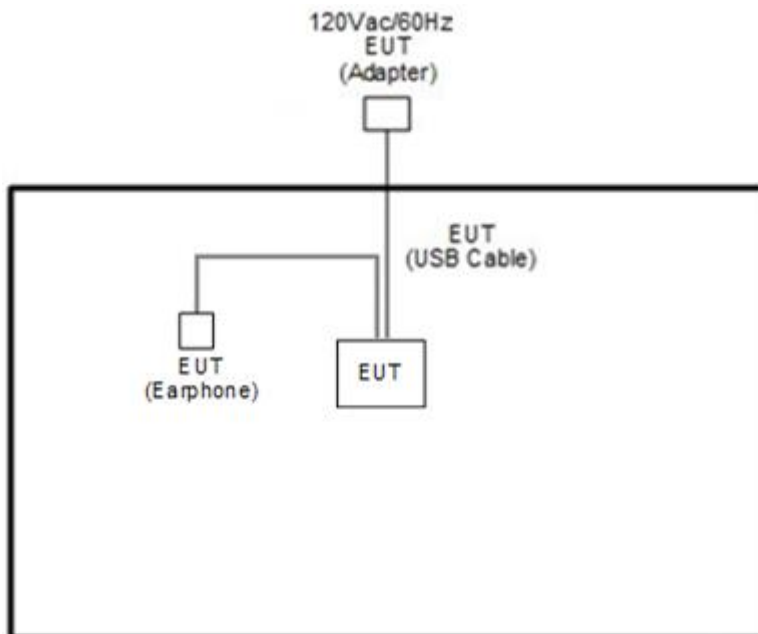 120Vac/60Hz
EUT
(Adapter)
EUT
(USB Cable)
EUT
(Earphone)
EUT